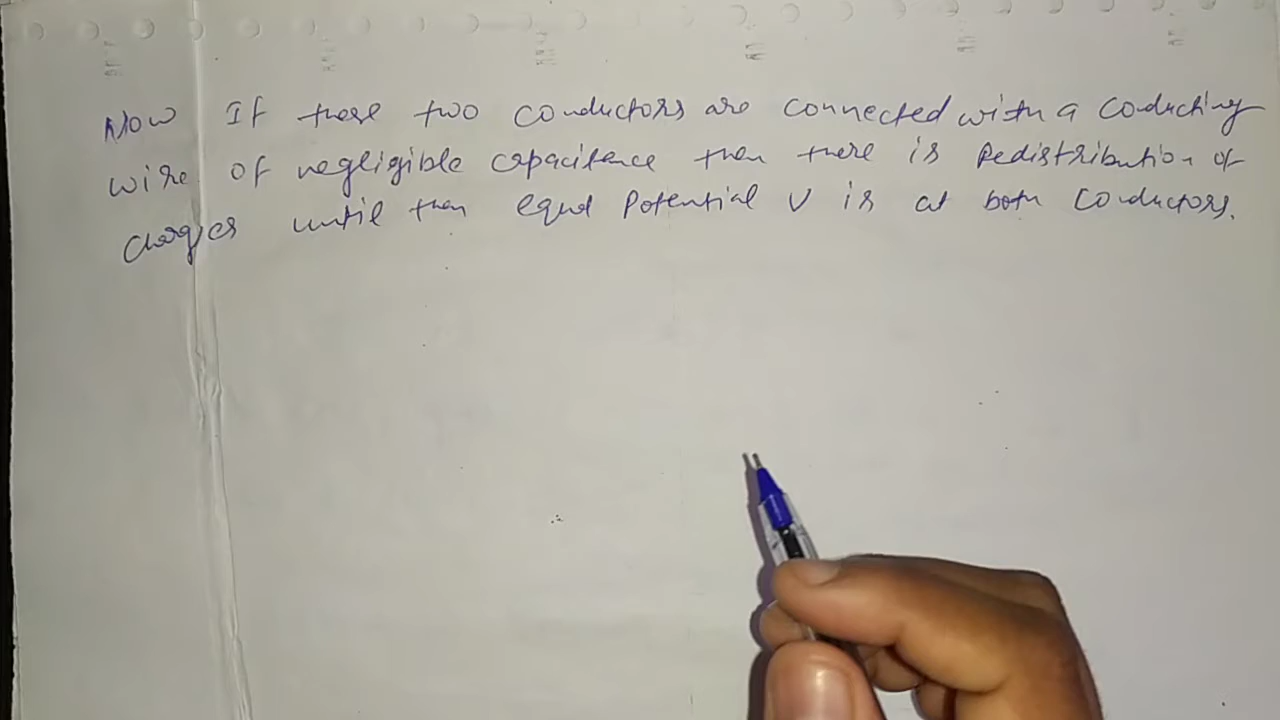 Now If these two conductors are connected with a conducting
wire of negligible capacitence then there is Redistribution of
charges until then equal Potential V is at both Conductors.